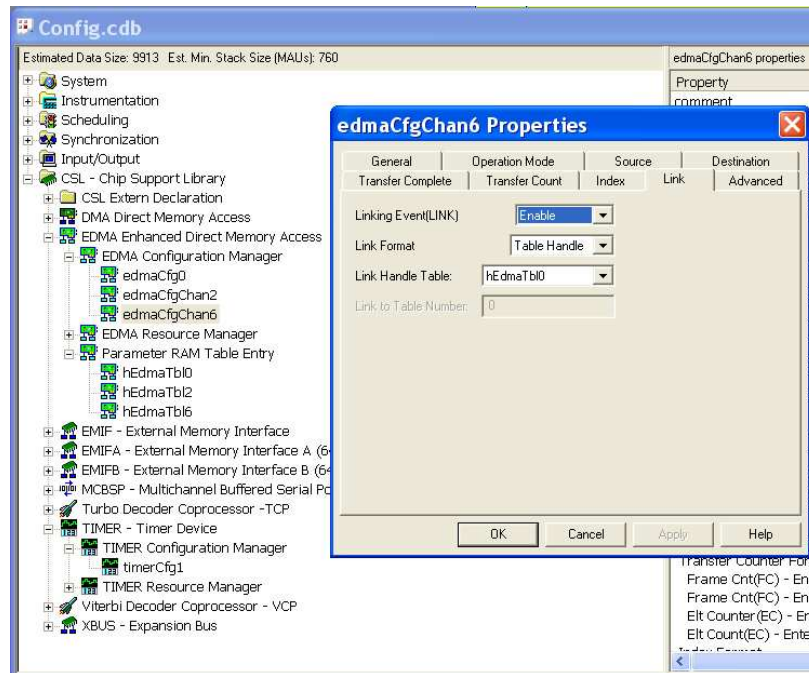 Config.cdb
Estimated Data Size: 9913 Est. Min. Stack Size (MAUs): 760
System
Instrumentation
Scheduling
Synchronization
Input/Output
CSL - Chip Support Library
CSL Extern Declaration
DMA Direct Memory Access
EDMA Enhanced Direct Memory Access
EDMA Configuration Manager
edmaCfg0
edmaCfgChan2
edmaCfgChan6
EDMA Resource Manager
Parameter RAM Table Entry
hEdmaTbl0
hEdmaTbl2
hEdmaTbl6
EMIF - External Memory Interface
EMIFA - External Memory Interface A (6
EMIFB - External Memory Interface B (6
MCBSP - Multichannel Buffered Serial Po
Turbo Decoder Coprocessor -TCP
TIMER - Timer Device
TIMER Configuration Manager
timerCfg1
TIMER Resource Manager
Viterbi Decoder Coprocessor - VCP
XBUS - Expansion Bus
edmaCfgChan6 properties
Property
comment
edmaCfgChan6 Properties
General Operation Mode Source Destination
Transfer Complete Transfer Count Index Link Advanced
Linking Event(LINK) Enable
Link Format Table Handle
Link Handle Table: hEdmaTbl0
Link to Table Number: 0
OK Cancel Apply Help
Transfer Counter For
Frame Cnt(FC) - En
Frame Cnt(FC) - En
Elt Counter(EC) - En
Elt Count(EC) - Ente